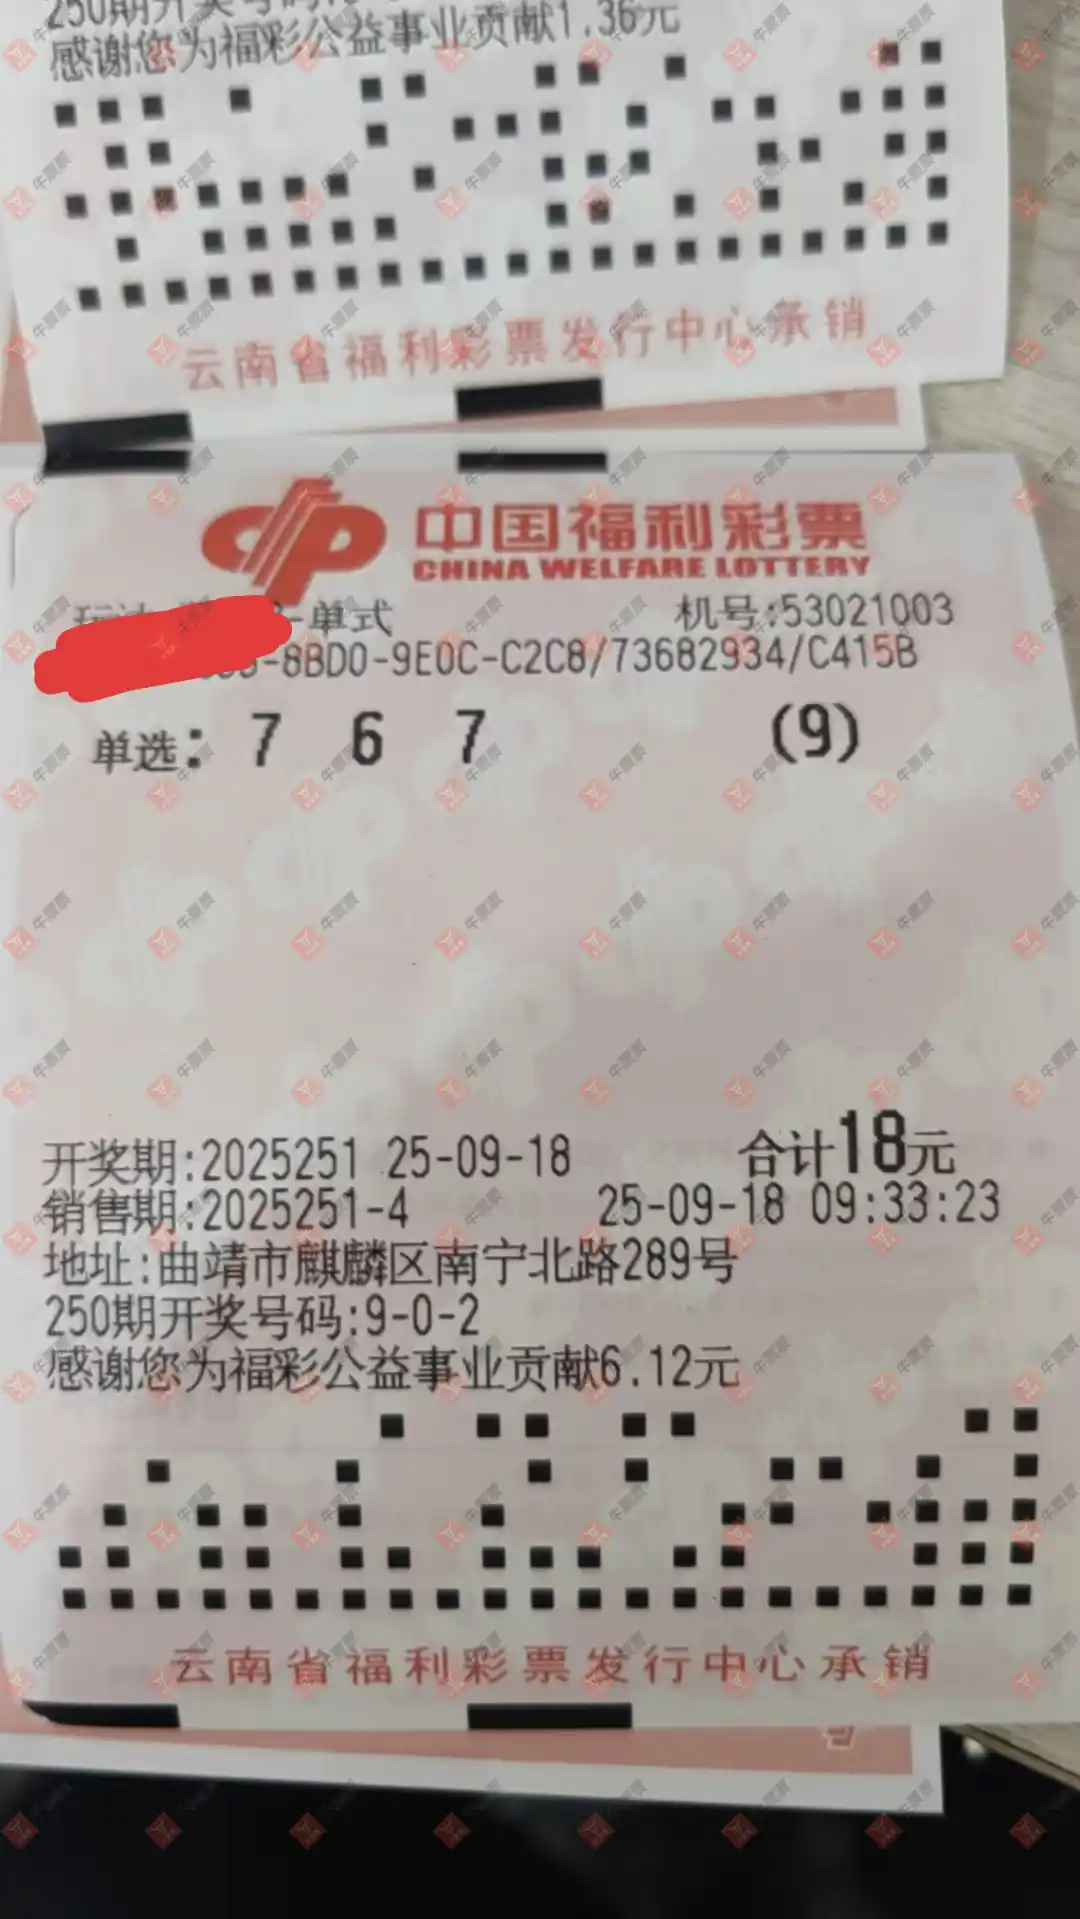 感谢您为福彩公益事业贡献1.36元
云南省福利彩票发行中心承销
中国福利彩票
CHINA WELFARE LOTTERY
-单式 机号:53021003
-8BD0-9E0C-C2C8/73682934/C415B
单选: 7 6 7 (9)
开奖期:2025251 25-09-18 合计18元
销售期:2025251-4 25-09-18 09:33:23
地址:曲靖市麒麟区南宁北路289号
250期开奖号码:9-0-2
感谢您为福彩公益事业贡献6.12元
云南省福利彩票发行中心承销